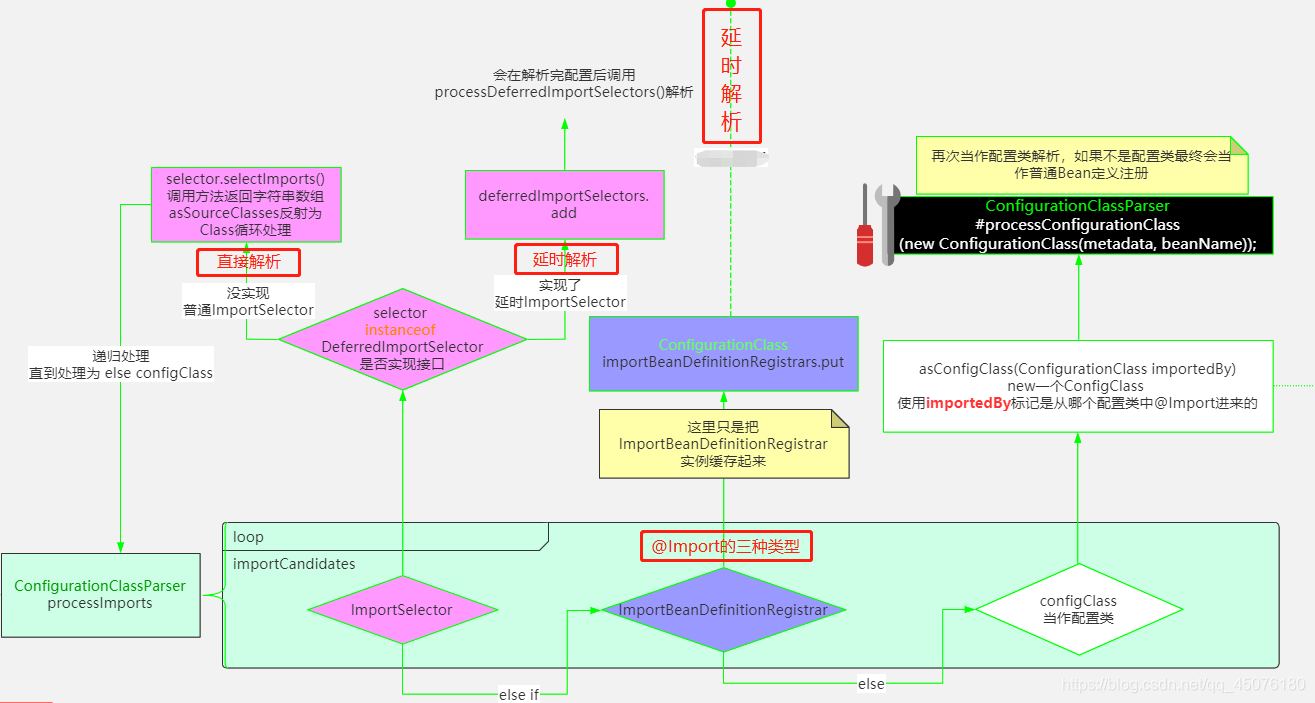 延
时
解
析
会在解析完配置后调用
processDeferredImportSelectors()解析
再次当作配置类解析，如果不是配置类最终会当
作普通Bean定义注册
selector.selectImports()
调用方法返回字符串数组
asSourceClasses反射为
Class循环处理
deferredImportSelectors.
add
ConfigurationClassParser
#processConfigurationClass
(new ConfigurationClass(metadata, beanName));
直接解析
延时解析
没实现
普通ImportSelector
实现了
延时ImportSelector
selector
instanceof
DeferredImportSelector
是否实现接口
递归处理
直到处理为 else configClass
ConfigurationClass
importBeanDefinitionRegistrars.put
asConfigClass(ConfigurationClass importedBy)
new一个ConfigClass
使用importedBy标记是从哪个配置类中@Import进来的
这里只是把
ImportBeanDefinitionRegistrar
实例缓存起来
loop
importCandidates
@Import的三种类型
ConfigurationClassParser
processImports
ImportSelector
ImportBeanDefinitionRegistrar
configClass
当作配置类
else if
else
https://blog.csdn.net/qq_45076180